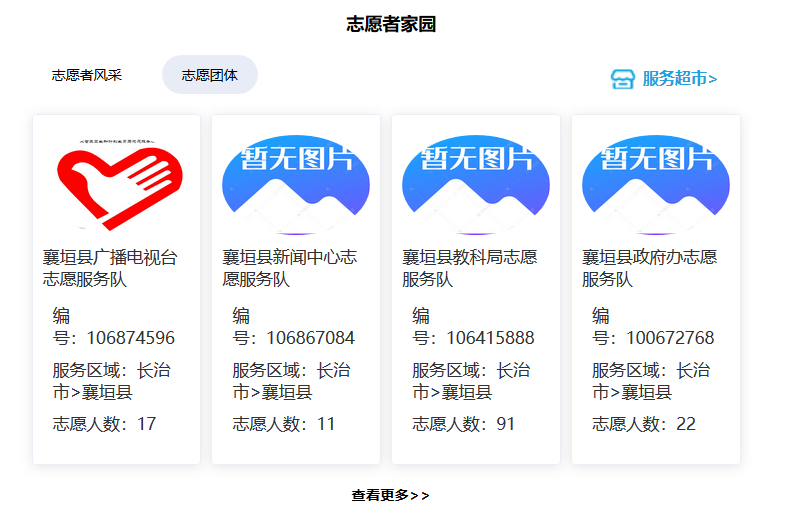 志愿者家园
志愿者风采
志愿团体
服务超市>
暂无图片
暂无图片
暂无图片
襄垣县广播电视台
志愿服务队
编
号：106874596
服务区域：长治
市>襄垣县
志愿人数：17
襄垣县新闻中心志
愿服务队
编
号：106867084
服务区域：长治
市>襄垣县
志愿人数：11
襄垣县教科局志愿
服务队
编
号：106415888
服务区域：长治
市>襄垣县
志愿人数：91
襄垣县政府办志愿
服务队
编
号：100672768
服务区域：长治
市>襄垣县
志愿人数：22
查看更多>>